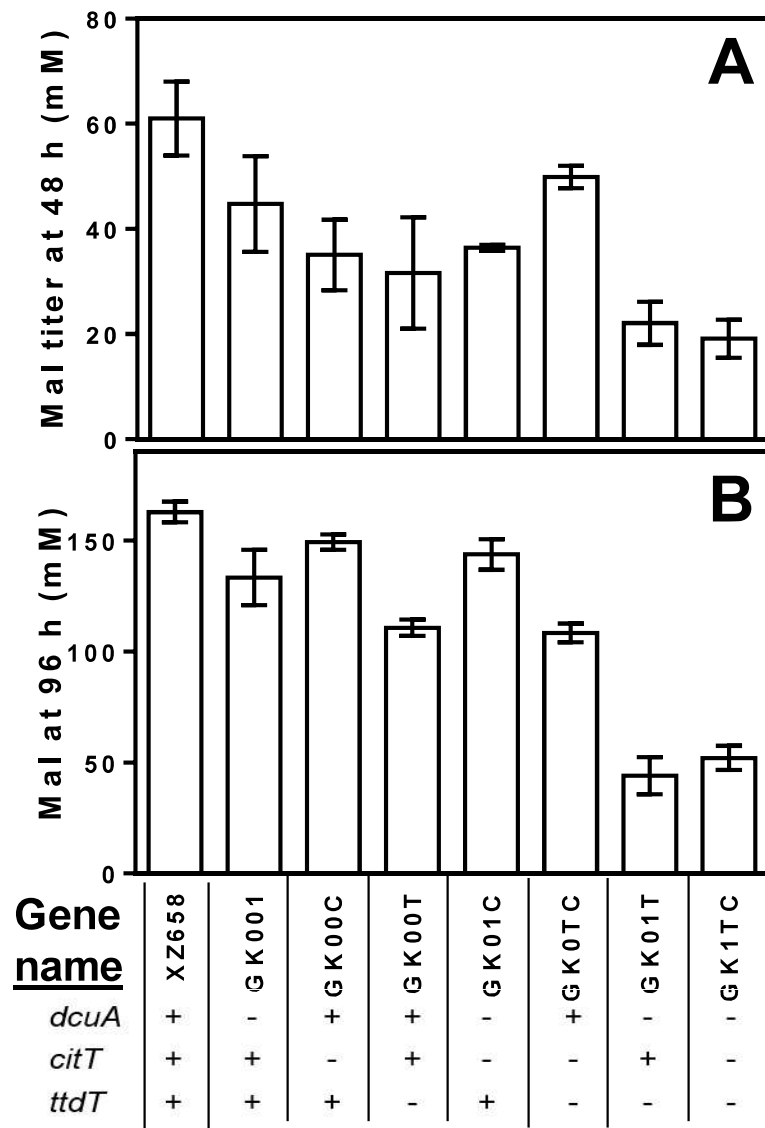 A
Mal titer at 48 h (mM)
80
60
40
20
0
B
Mal at 96 h (mM)
150
100
50
0
Gene name
XZ658
GK001
GK00C
GK00T
GK01C
GK0TC
GK01T
GK1TC
dcuA + - + + - + - -
citT + + - + - - + -
ttdT + + + - + - - -